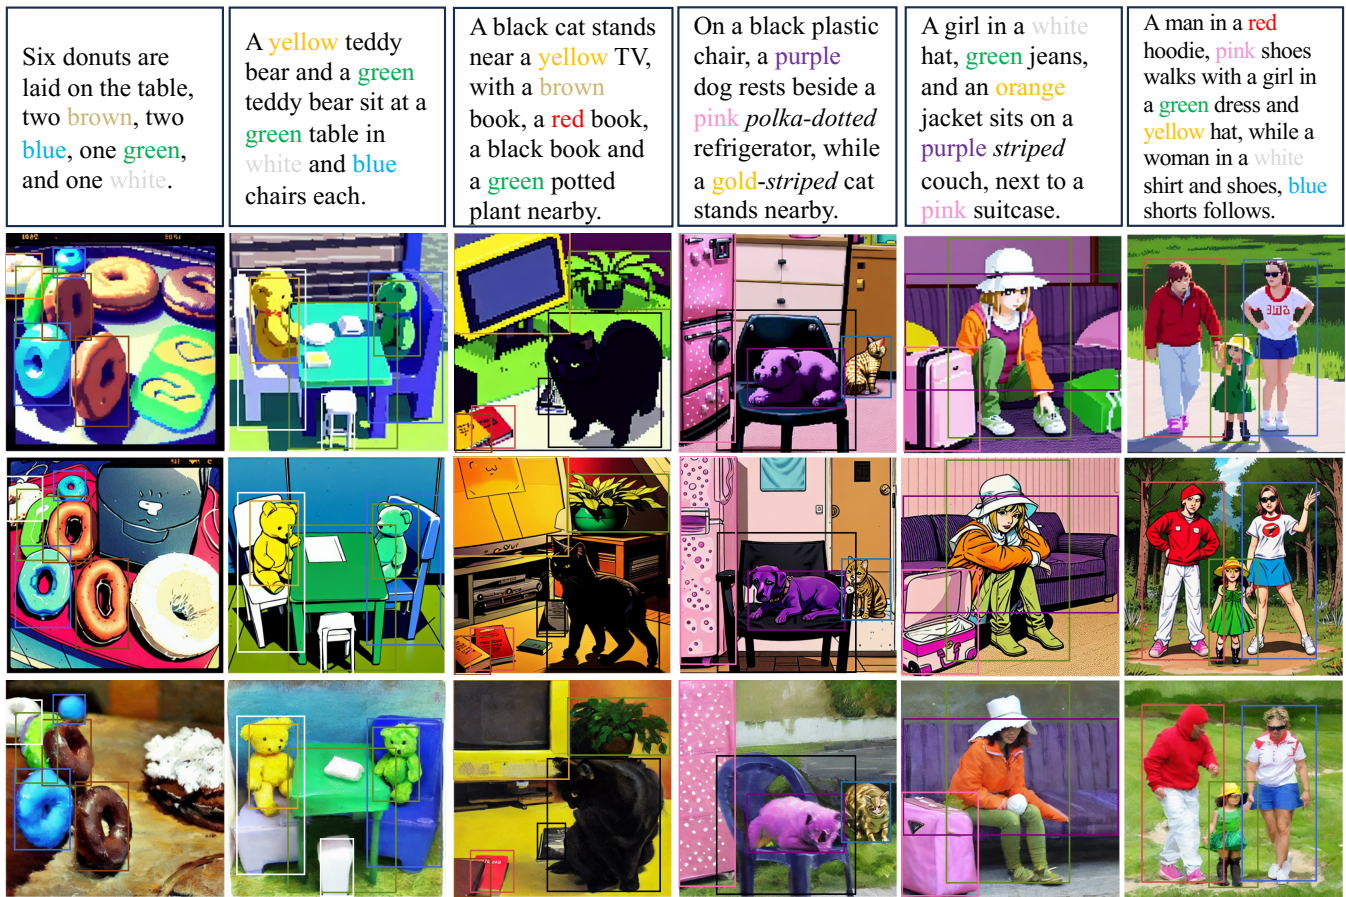 Six donuts are
laid on the table,
two brown, two
blue, one green,
and one white.
A yellow teddy
bear and a green
teddy bear sit at a
green table in
white and blue
chairs each.
A black cat stands
near a yellow TV,
with a brown
book, a red book,
a black book and
a green potted
plant nearby.
On a black plastic
chair, a purple
dog rests beside a
pink polka-dotted
refrigerator, while
a gold-striped cat
stands nearby.
A girl in a white
hat, green jeans,
and an orange
jacket sits on a
purple striped
couch, next to a
pink suitcase.
A man in a red
hoodie, pink shoes
walks with a girl in
a green dress and
yellow hat, while a
woman in a white
shirt and shoes, blue
shorts follows.